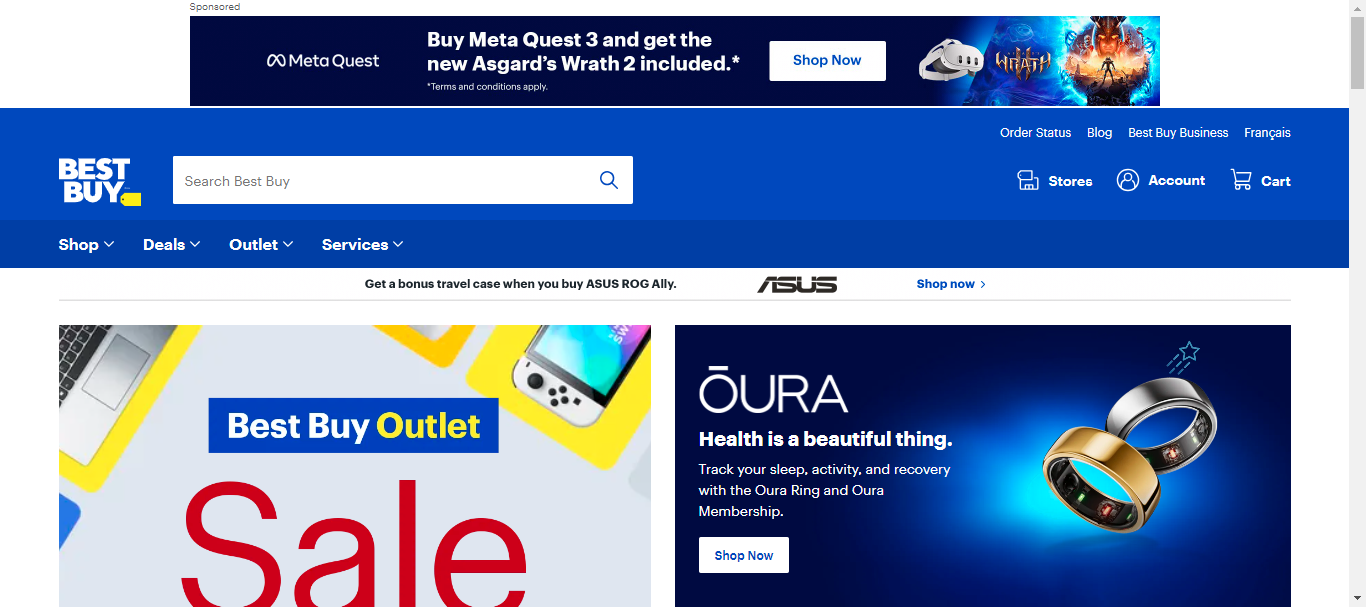 Sponsored
Meta Quest
Buy Meta Quest 3 and get the
new Asgard's Wrath 2 included.*
*Terms and conditions apply.
Shop Now
WRATH
Order Status Blog Best Buy Business Français
BEST
BUY
Search Best Buy
Stores Account Cart
Shop Deals Outlet Services
Get a bonus travel case when you buy ASUS ROG Ally.
ASUS
Shop now
Best Buy Outlet
Sale
ŌURA
Health is a beautiful thing.
Track your sleep, activity, and recovery
with the Oura Ring and Oura
Membership.
Shop Now